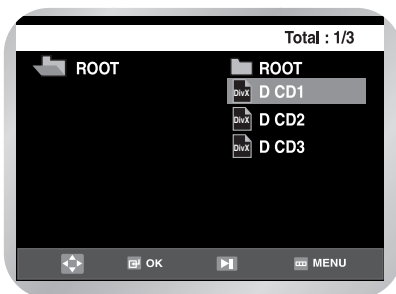 Total : 1/3
ROOT ROOT
DivX D CD1
DivX D CD2
DivX D CD3
OK MENU